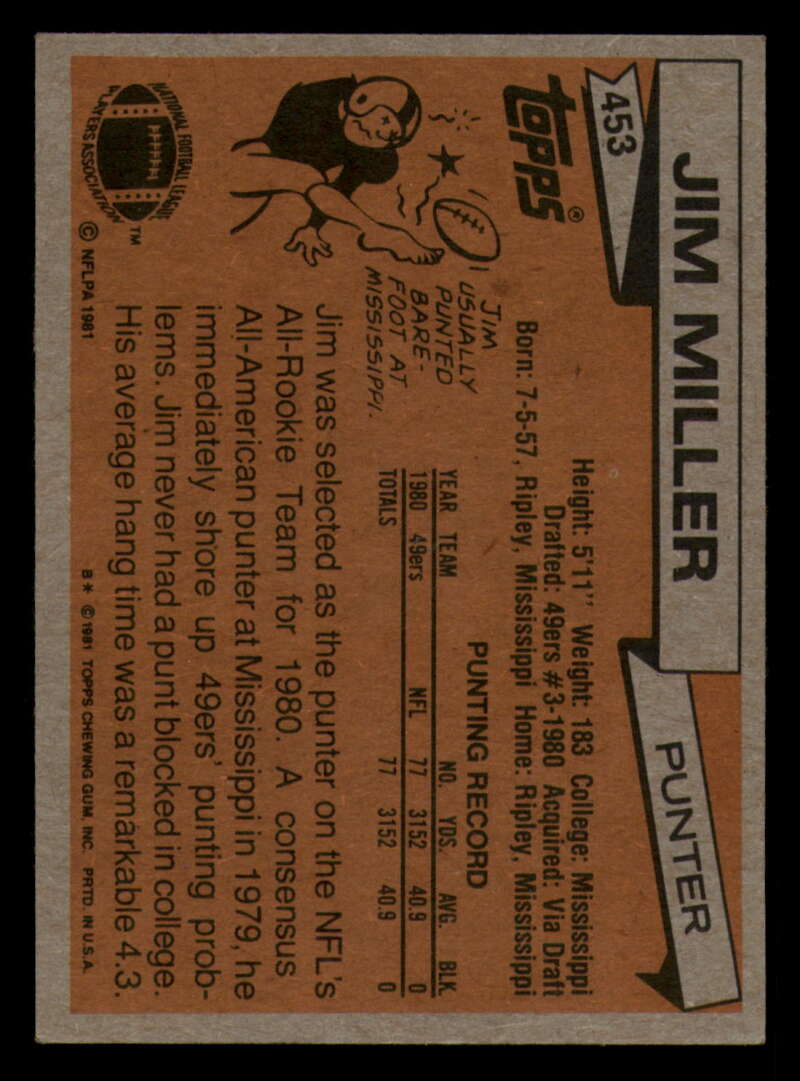 453
JIM MILLER
PUNTER
TOPPS®
Height: 5'11" Weight: 183 College: Mississippi
Drafted: 49ers #3-1980 Acquired: Via Draft
Born: 7-5-57, Ripley, Mississippi Home: Ripley, Mississippi
JIM
USUALLY
PUNTED
BARE-
FOOT AT
MISSISSIPPI.
PUNTING RECORD
YEAR TEAM NO. YDS. AVG. BLK.
1980 49ers NFL 77 3152 40.9 0
TOTALS 77 3152 40.9 0
Jim was selected as the punter on the NFL's
All-Rookie Team for 1980. A consensus
All-American punter at Mississippi in 1979, he
immediately shore up 49ers' punting prob-
lems. Jim never had a punt blocked in college.
His average hang time was a remarkable 4.3.
NATIONAL FOOTBALL LEAGUE
PLAYERS ASSOCIATION
™
© NFLPA 1981
B* © 1981 TOPPS CHEWING GUM, INC. PRTD. IN U.S.A.